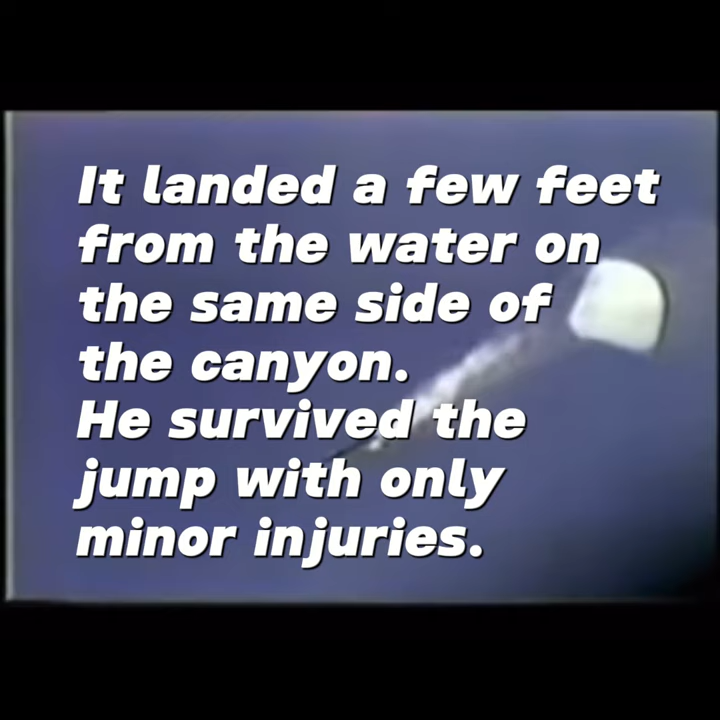 It landed a few feet
from the water on
the same side of
the canyon.
He survived the
jump with only
minor injuries.